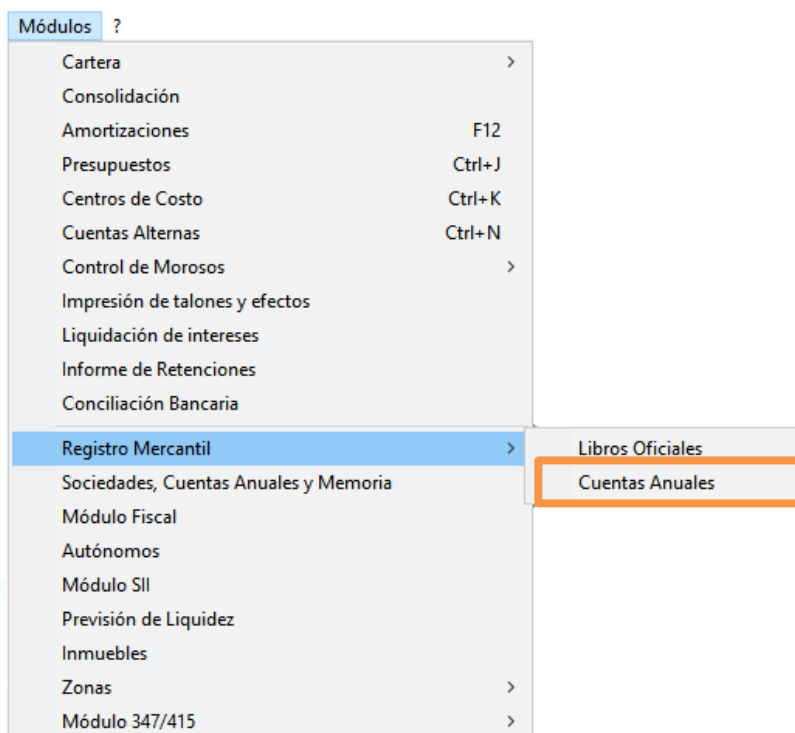 Módulos ?
Cartera >
Consolidación
Amortizaciones F12
Presupuestos Ctrl+J
Centros de Costo Ctrl+K
Cuentas Alternas Ctrl+N
Control de Morosos >
Impresión de talones y efectos
Liquidación de intereses
Informe de Retenciones
Conciliación Bancaria
Registro Mercantil > Libros Oficiales
Sociedades, Cuentas Anuales y Memoria Cuentas Anuales
Módulo Fiscal
Autónomos
Módulo SII
Previsión de Liquidez
Inmuebles
Zonas >
Módulo 347/415 >